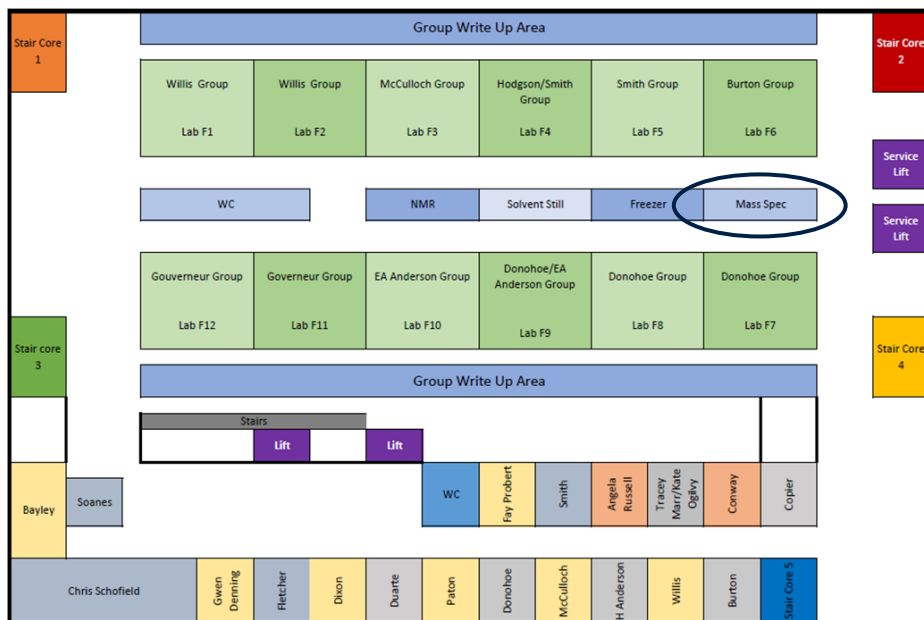 Group Write Up Area
Stair Core
1
Stair Core
2
Willis Group
Lab F1
Willis Group
Lab F2
McCulloch Group
Lab F3
Hodgson/Smith
Group
Lab F4
Smith Group
Lab F5
Burton Group
Lab F6
Service
Lift
WC
NMR
Solvent Still
Freezer
Mass Spec
Service
Lift
Gouverneur Group
Lab F12
Governeur Group
Lab F11
EA Anderson Group
Lab F10
Donohoe/EA
Anderson Group
Lab F9
Donohoe Group
Lab F8
Donohoe Group
Lab F7
Stair core
3
Stair Core
4
Group Write Up Area
Stairs
Lift
Lift
Bayley
Soanes
WC
Fay Probert
Smith
Angela
Russell
Tracey
Marr/Kate
Ogilvy
Conway
Copier
Chris Schofield
Gwen
Denning
Fletcher
Dixon
Duarte
Paton
Donohoe
McCulloch
H Anderson
Willis
Burton
Stair Core 5